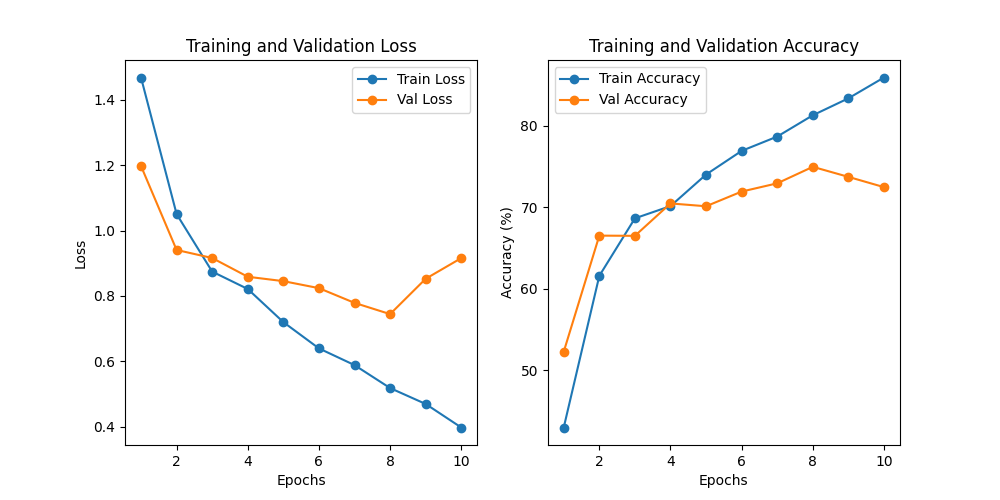 Training and Validation Loss
Train Loss
Val Loss
1.4
1.2
1.0
0.8
0.6
0.4
Loss
2 4 6 8 10
Epochs
Training and Validation Accuracy
Train Accuracy
Val Accuracy
80
70
60
50
Accuracy (%)
2 4 6 8 10
Epochs